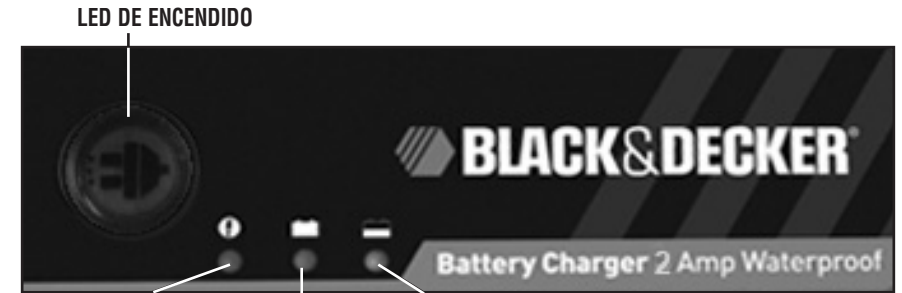 LED DE ENCENDIDO
BLACK&DECKER
Battery Charger 2 Amp Waterproof